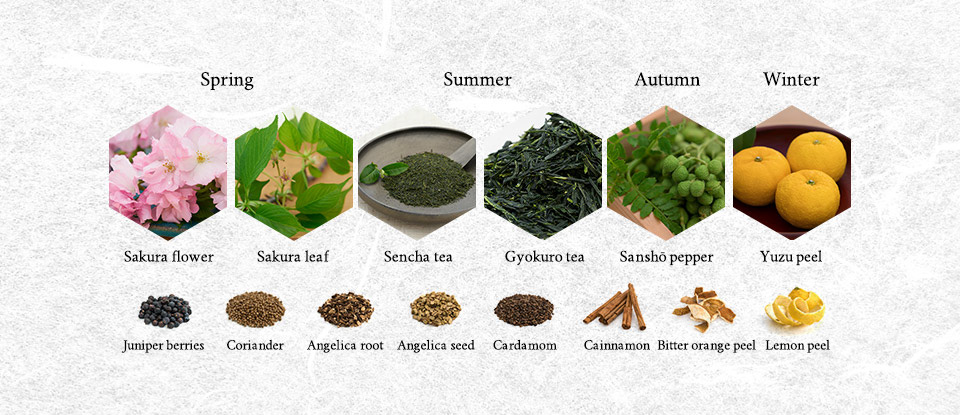 Spring Summer Autumn Winter
Sakura flower Sakura leaf Sencha tea Gyokuro tea Sanshō pepper Yuzu peel
Juniper berries Coriander Angelica root Angelica seed Cardamom Cainnamon Bitter orange peel Lemon peel